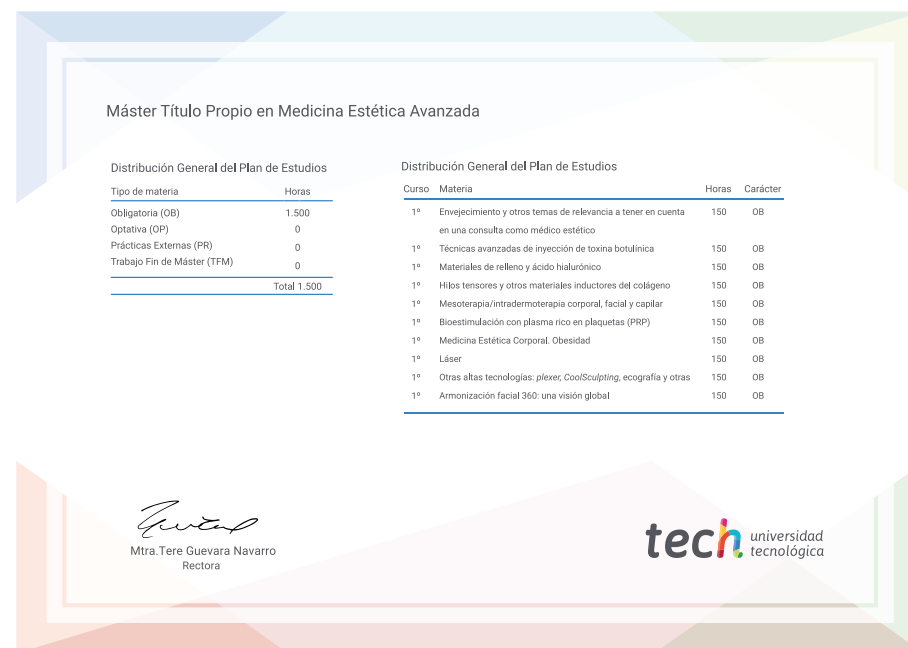 Máster Título Propio en Medicina Estética Avanzada
Distribución General del Plan de Estudios
Tipo de materia Horas
Obligatoria (OB) 1.500
Optativa (OP) 0
Prácticas Externas (PR) 0
Trabajo Fin de Máster (TFM) 0
Total 1.500
Distribución General del Plan de Estudios
Curso Materia Horas Carácter
1º Envejecimiento y otros temas de relevancia a tener en cuenta 150 OB
en una consulta como médico estético
1º Técnicas avanzadas de inyección de toxina botulínica 150 OB
1º Materiales de relleno y ácido hialurónico 150 OB
1º Hilos tensores y otros materiales inductores del colágeno 150 OB
1º Mesoterapia/intradermoterapia corporal, facial y capilar 150 OB
1º Bioestimulación con plasma rico en plaquetas (PRP) 150 OB
1º Medicina Estética Corporal. Obesidad 150 OB
1º Láser 150 OB
1º Otras altas tecnologías: plexer, CoolSculpting, ecografía y otras 150 OB
1º Armonización facial 360: una visión global 150 OB
Mtra.Tere Guevara Navarro
Rectora
tech universidad
tecnológica